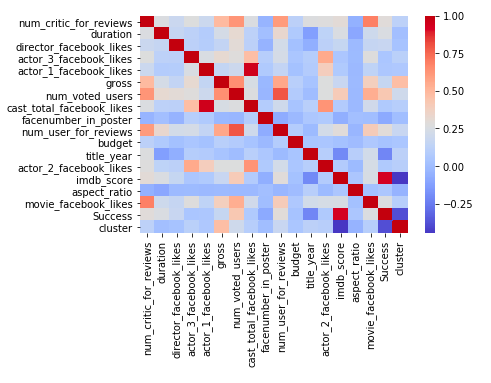 num_critic_for_reviews
duration
director_facebook_likes
actor_3_facebook_likes
actor_1_facebook_likes
gross
num_voted_users
cast_total_facebook_likes
facenumber_in_poster
num_user_for_reviews
budget
title_year
actor_2_facebook_likes
imdb_score
aspect_ratio
movie_facebook_likes
Success
cluster
num_critic_for_reviews
duration
director_facebook_likes
actor_3_facebook_likes
actor_1_facebook_likes
gross
num_voted_users
cast_total_facebook_likes
facenumber_in_poster
num_user_for_reviews
budget
title_year
actor_2_facebook_likes
imdb_score
aspect_ratio
movie_facebook_likes
Success
cluster
1.00
0.75
0.50
0.25
0.00
−0.25